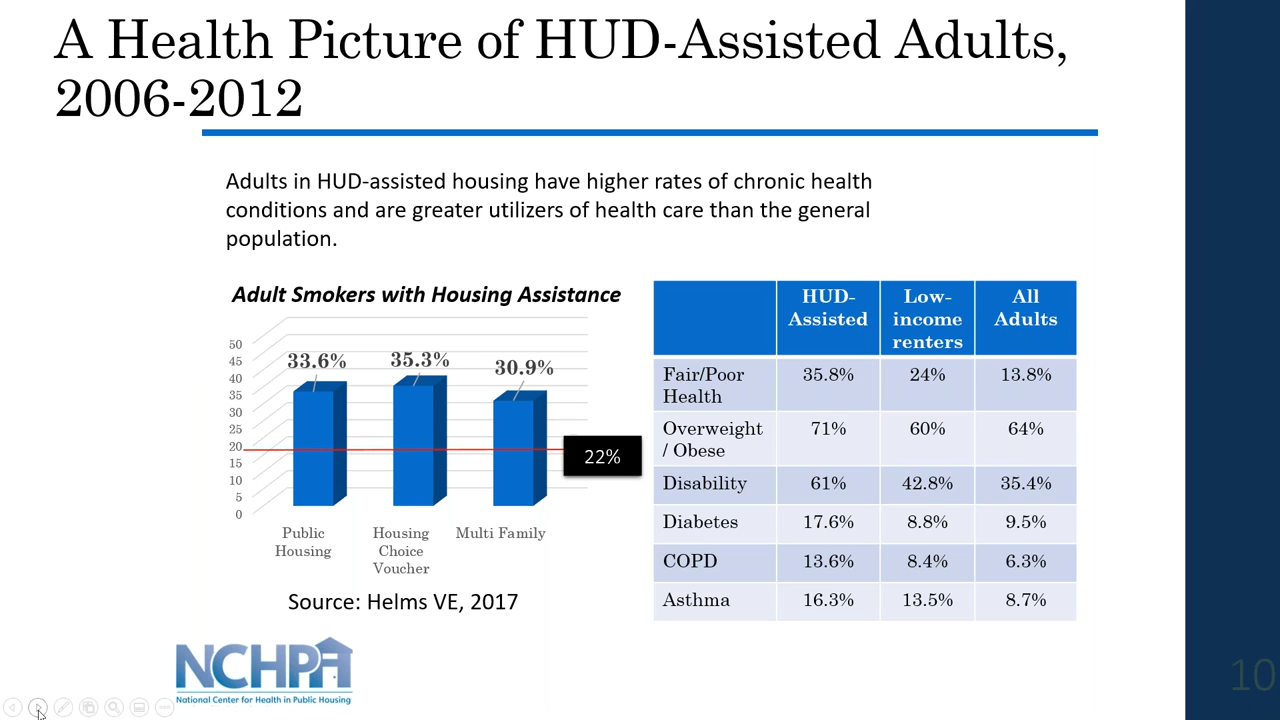 A Health Picture of HUD-Assisted Adults,
2006-2012
Adults in HUD-assisted housing have higher rates of chronic health
conditions and are greater utilizers of health care than the general
population.
Adult Smokers with Housing Assistance
50
45
40
35
30
25
20
15
10
5
0
33.6%
35.3%
30.9%
22%
Public
Housing
Housing
Choice
Voucher
Multi Family
Source: Helms VE, 2017
HUD-
Assisted
Low-
income
renters
All
Adults
Fair/Poor
Health
35.8%
24%
13.8%
Overweight
/ Obese
71%
60%
64%
Disability
61%
42.8%
35.4%
Diabetes
17.6%
8.8%
9.5%
COPD
13.6%
8.4%
6.3%
Asthma
16.3%
13.5%
8.7%
NCHPH
National Center for Health in Public Housing
10